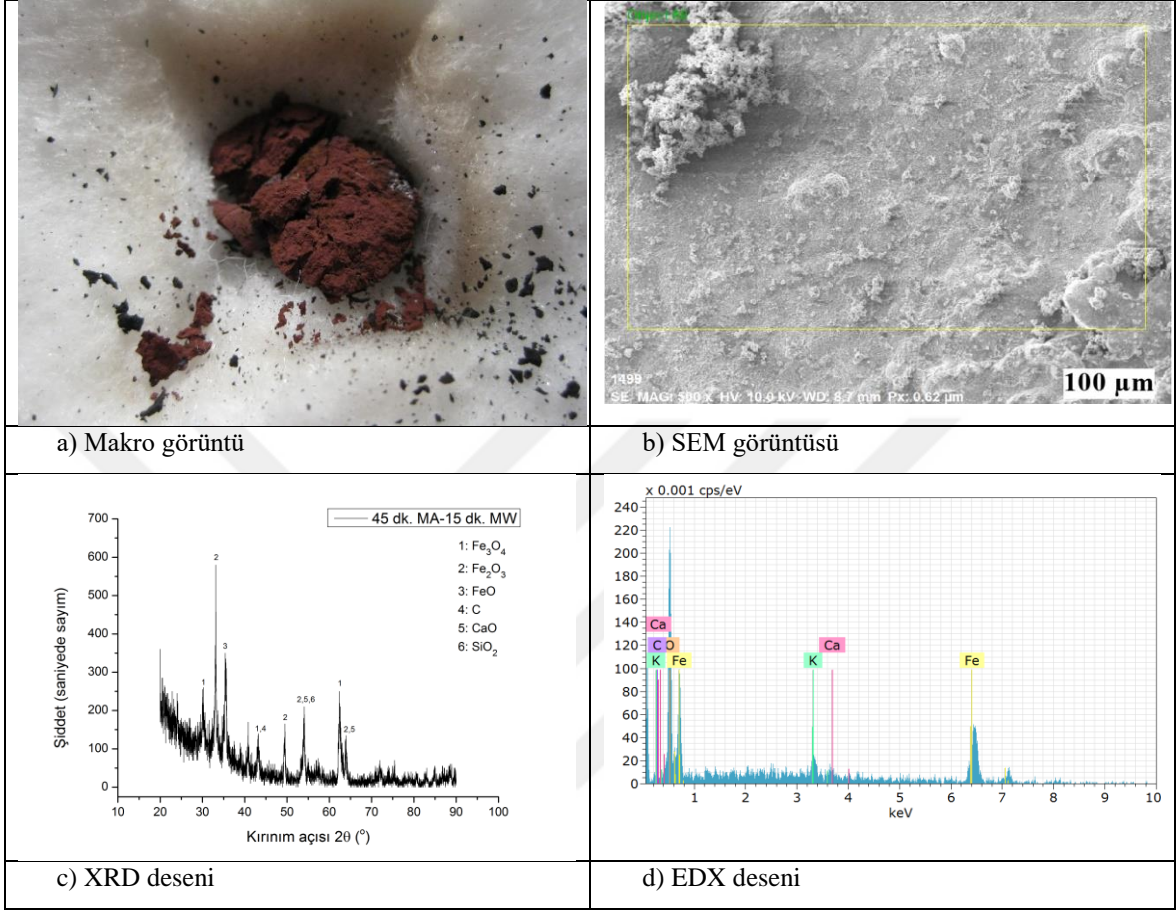 1499
SE MAG: 500 x HV: 10.0 kV WD: 8.7 mm Px: 0.62 µm
100 µm
a) Makro görüntü
b) SEM görüntüsü
700
600
500
400
300
200
100
0
Şiddet (saniyede sayım)
45 dk. MA-15 dk. MW
1: Fe₃O₄
2: Fe₂O₃
3: FeO
4: C
5: CaO
6: SiO₂
1
2
3
1,4
2
2,5,6
1
2,5
10 20 30 40 50 60 70 80 90 100
Kırınım açısı 2θ (°)
x 0.001 cps/eV
240
220
200
180
160
140
120
100
80
60
40
20
0
Ca
C O
K Fe
K
Ca
Fe
1 2 3 4 5 6 7 8 9 10
keV
c) XRD deseni
d) EDX deseni